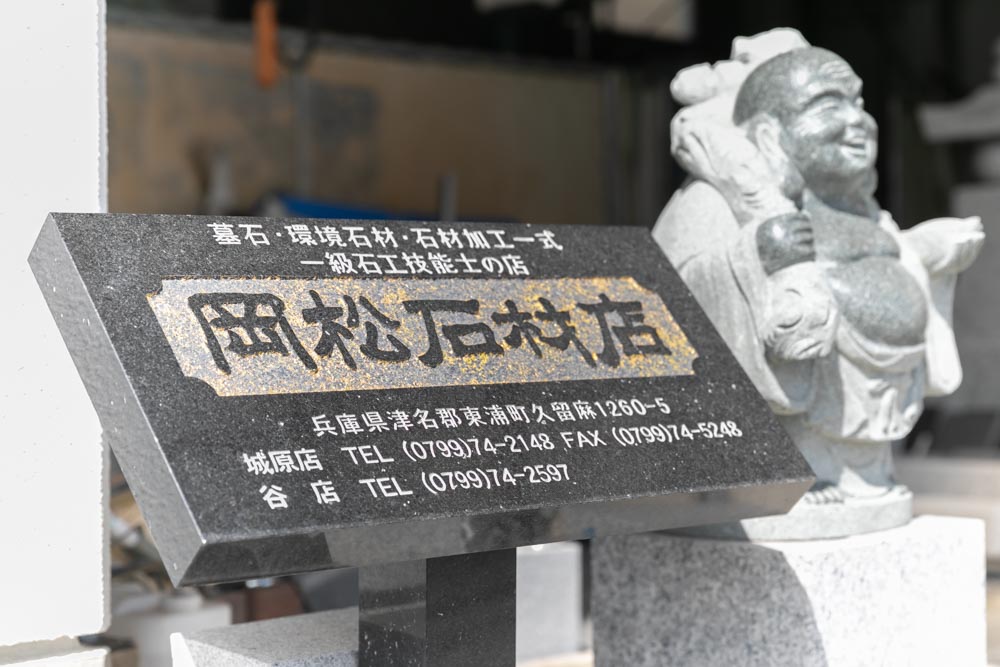 墓石・環境石材・石材加工一式
一級石工技能士の店
岡松石材店
兵庫県津名郡東浦町久留麻1260-5
城原店 TEL (0799)74-2148 FAX (0799)74-5248
谷店 TEL (0799)74-2597